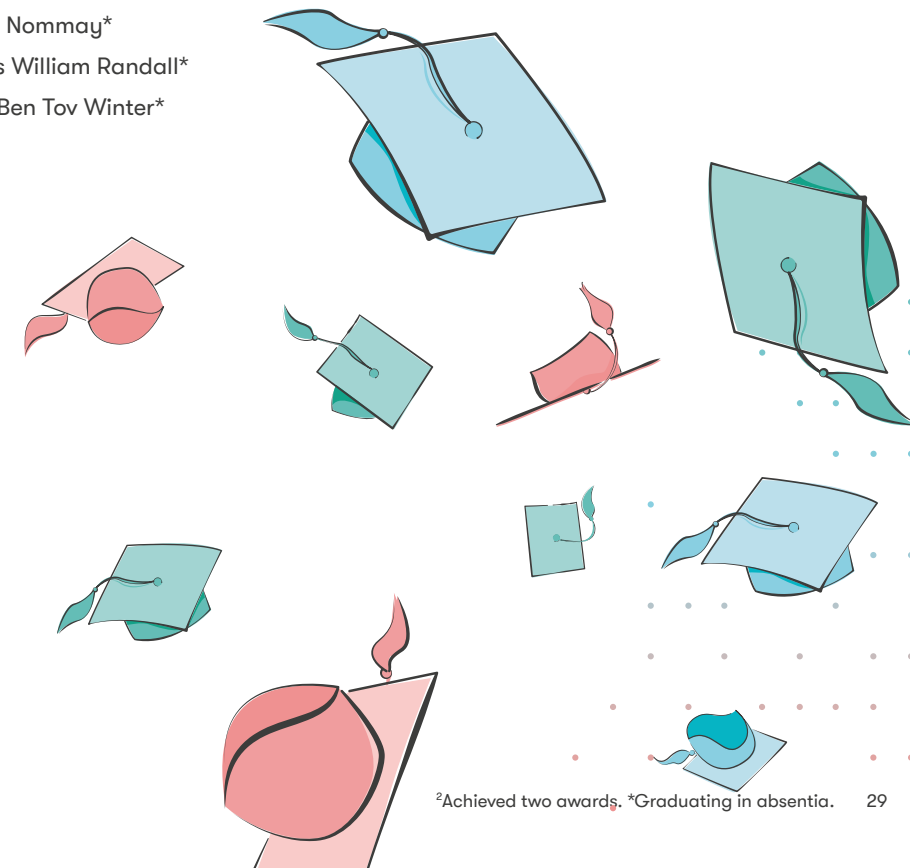 Nommay*
s William Randall*
Ben Tov Winter*
²Achieved two awards. *Graduating in absentia. 29